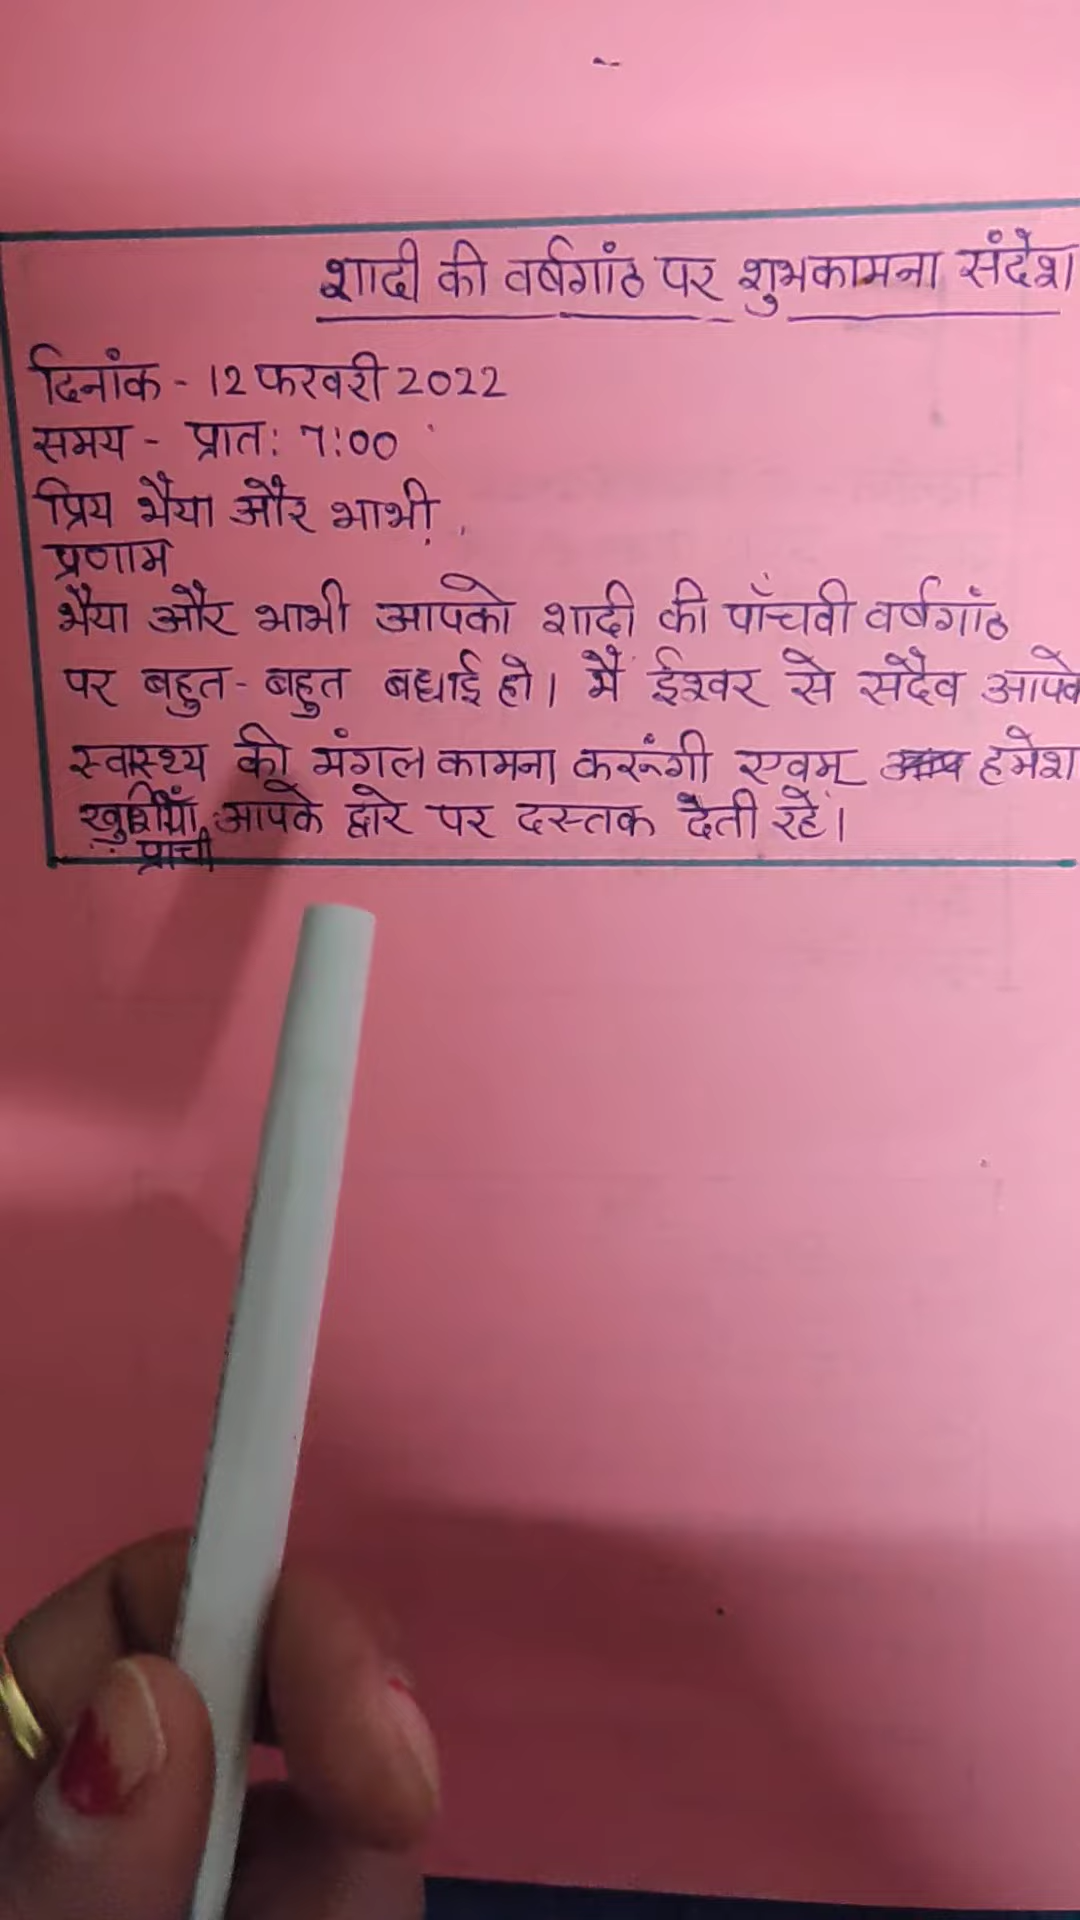 शादी की वर्षगांठ पर शुभकामना संदेश
दिनांक - 12 फरवरी 2022
समय - प्रात: 7:00
प्रिय भैया और भाभी,
प्रणाम
भैया और भाभी आपको शादी की पाँचवी वर्षगांठ
पर बहुत - बहुत बधाई हो। मैं ईश्वर से सदैव आपके
स्वास्थ्य की मंगल कामना करूंगी एवम् हमेश
खुशियाँ आपके द्वारे पर दस्तक देती रहें।
प्राची